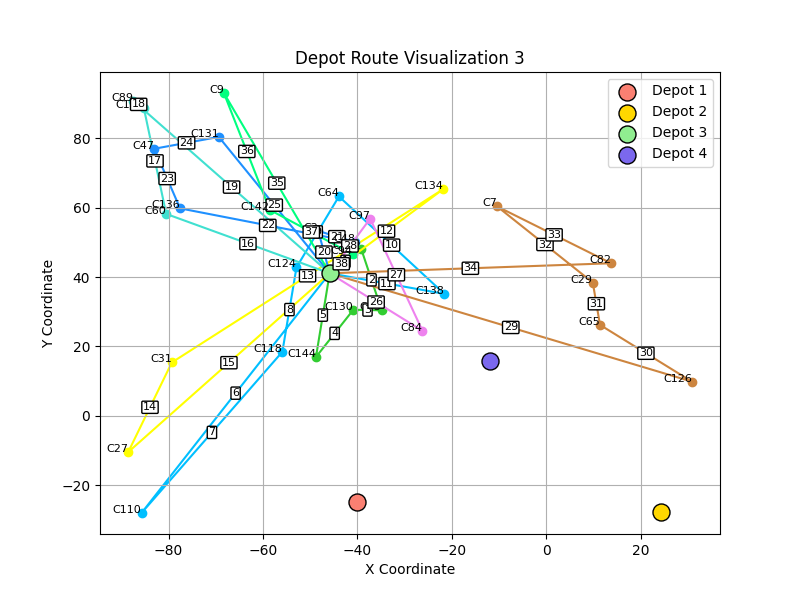 Depot Route Visualization 3
Depot 1
Depot 2
Depot 3
Depot 4
C89
18
C9
C47
24
C131
36
17
23
19
35
C134
C64
C7
C60
C136
C142
25
C97
22
37
12
33
16
28
10
32
20
C124
38
34
C82
13
2
11
27
C138
C29
8
5
C130
26
31
4
C84
29
C65
C118
C144
30
C31
15
C126
6
14
7
C27
C110
80
60
40
20
0
−20
−80
−60
−40
−20
0
20
X Coordinate
Y Coordinate